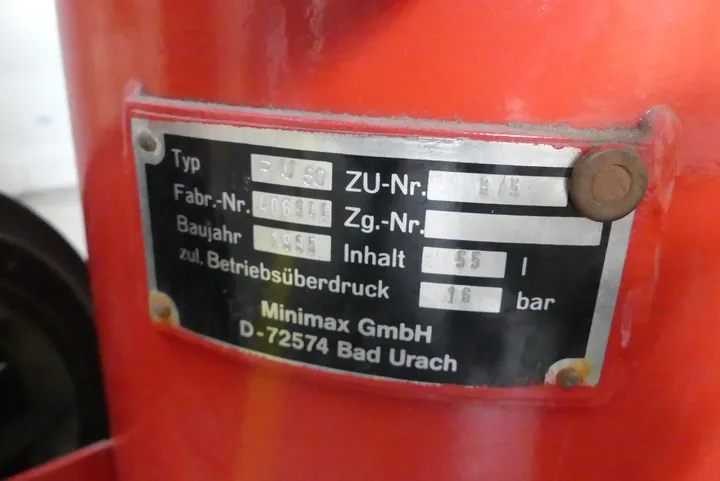 Typ ZU-Nr.
Fabr.-Nr. Zg.-Nr.
Baujahr Inhalt 55 l
zul. Betriebsüberdruck 16 bar
Minimax GmbH
D-72574 Bad Urach